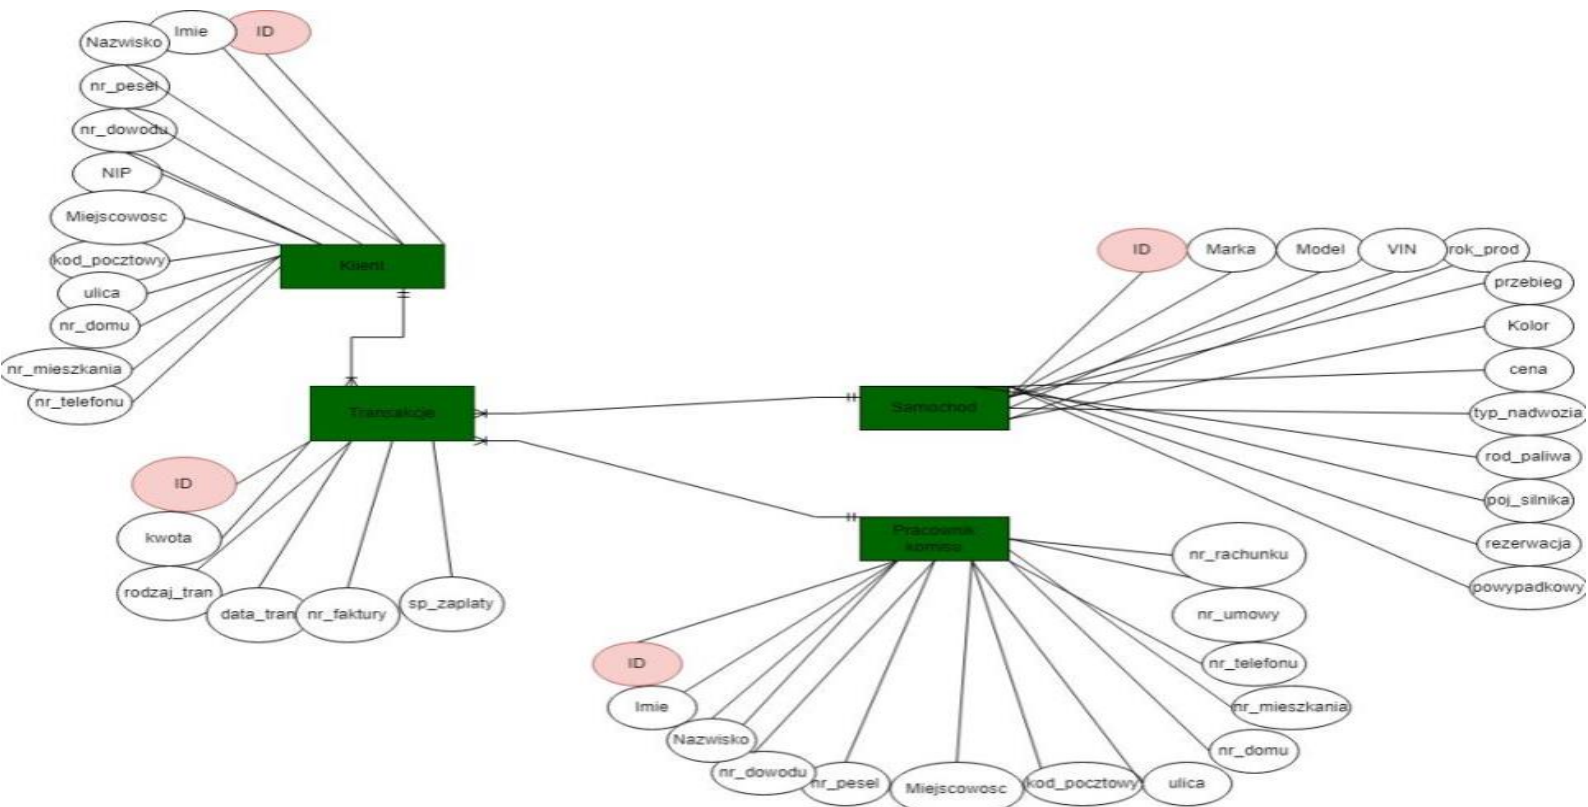 ID
Imie
Nazwisko
nr_pesel
nr_dowodu
NIP
Miejscowosc
kod_pocztowy
ulica
nr_domu
nr_mieszkania
nr_telefonu
Klient
Transakcje
ID
kwota
rodzaj_tran
data_tran
nr_faktury
sp_zaplaty
ID
Marka
Model
VIN
rok_prod
przebieg
Kolor
cena
typ_nadwozia
rod_paliwa
poj_silnika
rezerwacja
powypadkowy
Samochod
Pracownik
komisu
nr_rachunku
nr_umowy
nr_telefonu
nr_mieszkania
nr_domu
ulica
kod_pocztowy
Miejscowosc
nr_pesel
nr_dowodu
Nazwisko
Imie
ID